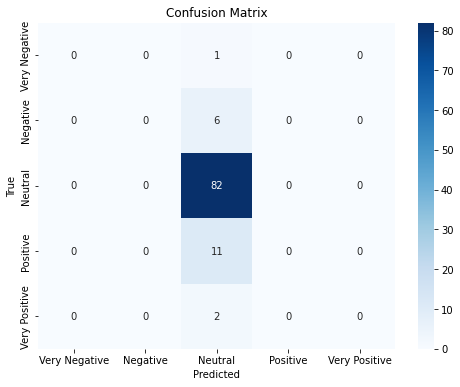 Confusion Matrix
Very Negative 0 0 1 0 0
Negative 0 0 6 0 0
Neutral 0 0 82 0 0
Positive 0 0 11 0 0
Very Positive 0 0 2 0 0
True
Very Negative Negative Neutral Positive Very Positive
Predicted
80
70
60
50
40
30
20
10
0